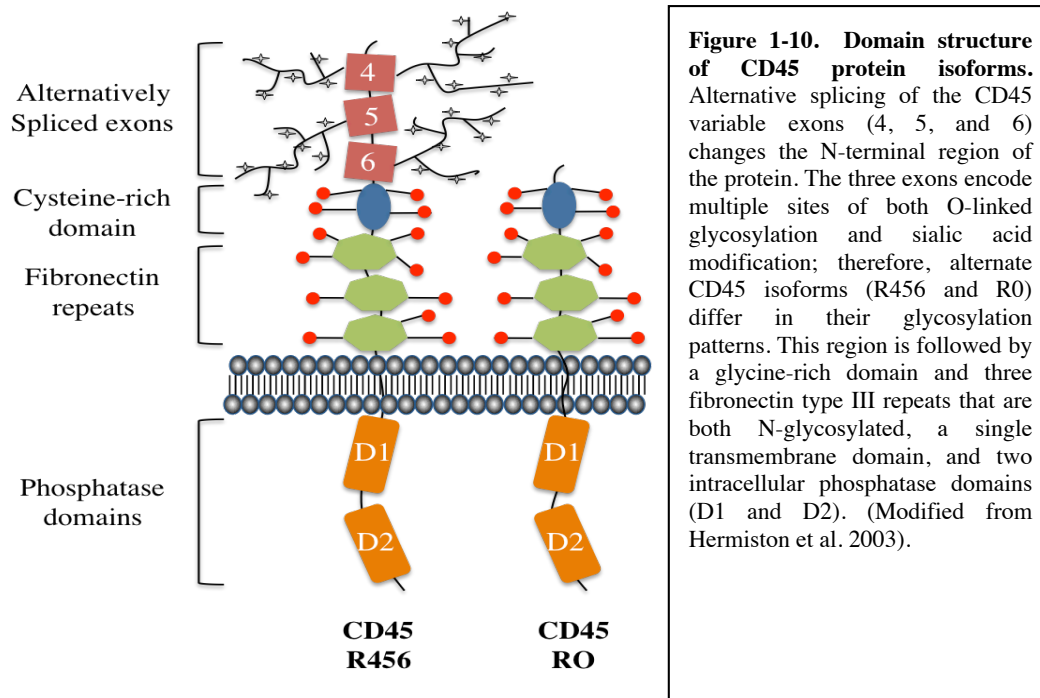 Alternatively
Spliced exons
Cysteine-rich
domain
Fibronectin
repeats
Phosphatase
domains
4
5
6
D1
D2
D1
D2
CD45
R456
CD45
RO
Figure 1-10. Domain structure
of CD45 protein isoforms.
Alternative splicing of the CD45
variable exons (4, 5, and 6)
changes the N-terminal region of
the protein. The three exons encode
multiple sites of both O-linked
glycosylation and sialic acid
modification; therefore, alternate
CD45 isoforms (R456 and R0)
differ in their glycosylation
patterns. This region is followed by
a glycine-rich domain and three
fibronectin type III repeats that are
both N-glycosylated, a single
transmembrane domain, and two
intracellular phosphatase domains
(D1 and D2). (Modified from
Hermiston et al. 2003).